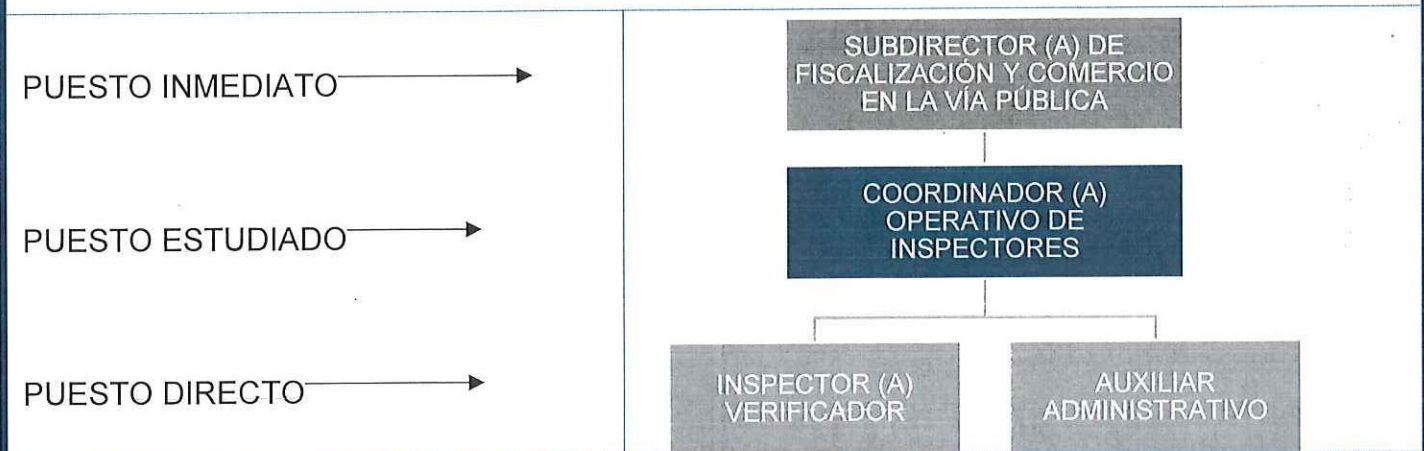 PUESTO INMEDIATO
SUBDIRECTOR (A) DE
FISCALIZACIÓN Y COMERCIO
EN LA VÍA PÚBLICA
PUESTO ESTUDIADO
COORDINADOR (A)
OPERATIVO DE
INSPECTORES
PUESTO DIRECTO
INSPECTOR (A)
VERIFICADOR
AUXILIAR
ADMINISTRATIVO